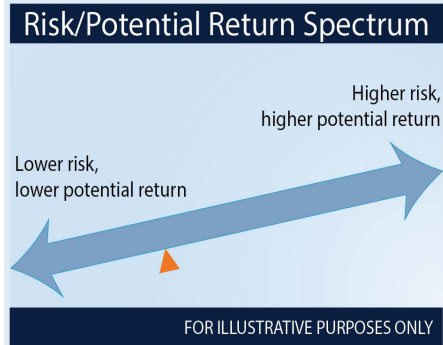 Risk/Potential Return Spectrum
Higher risk,
higher potential return
Lower risk,
lower potential return
FOR ILLUSTRATIVE PURPOSES ONLY